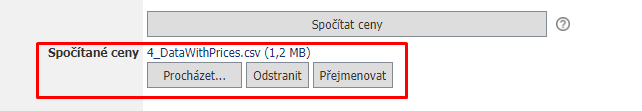 Spočítat ceny ?
Spočítané ceny 4_DataWithPrices.csv (1,2 MB)
Procházet... Odstranit Přejmenovat